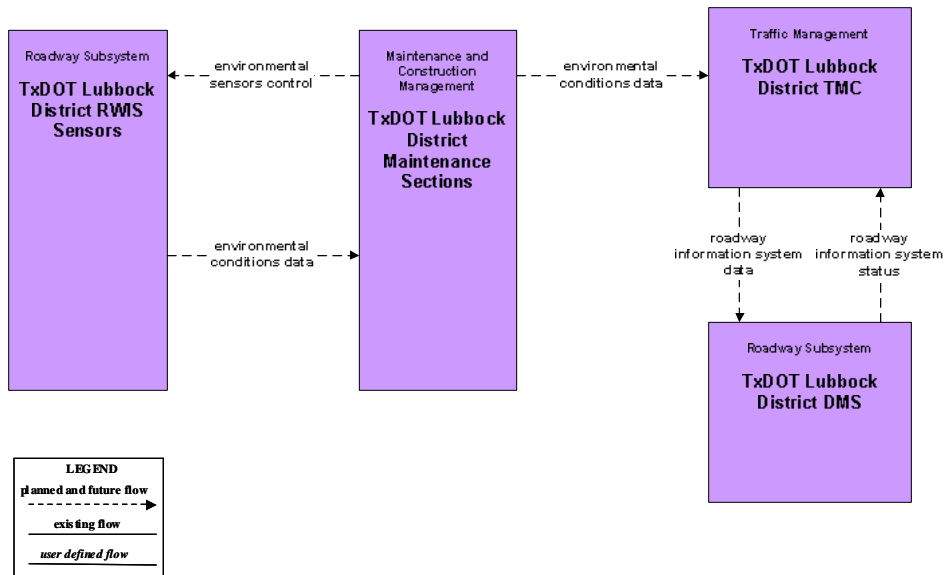 Roadway Subsystem
TxDOT Lubbock
District RWIS
Sensors
environmental
sensors control
environmental
conditions data
Maintenance and
Construction
Management
TxDOT Lubbock
District
Maintenance
Sections
environmental
conditions data
Traffic Management
TxDOT Lubbock
District TMC
roadway
information system
data
roadway
information system
status
Roadway Subsystem
TxDOT Lubbock
District DMS
LEGEND
planned and future flow
existing flow
user defined flow